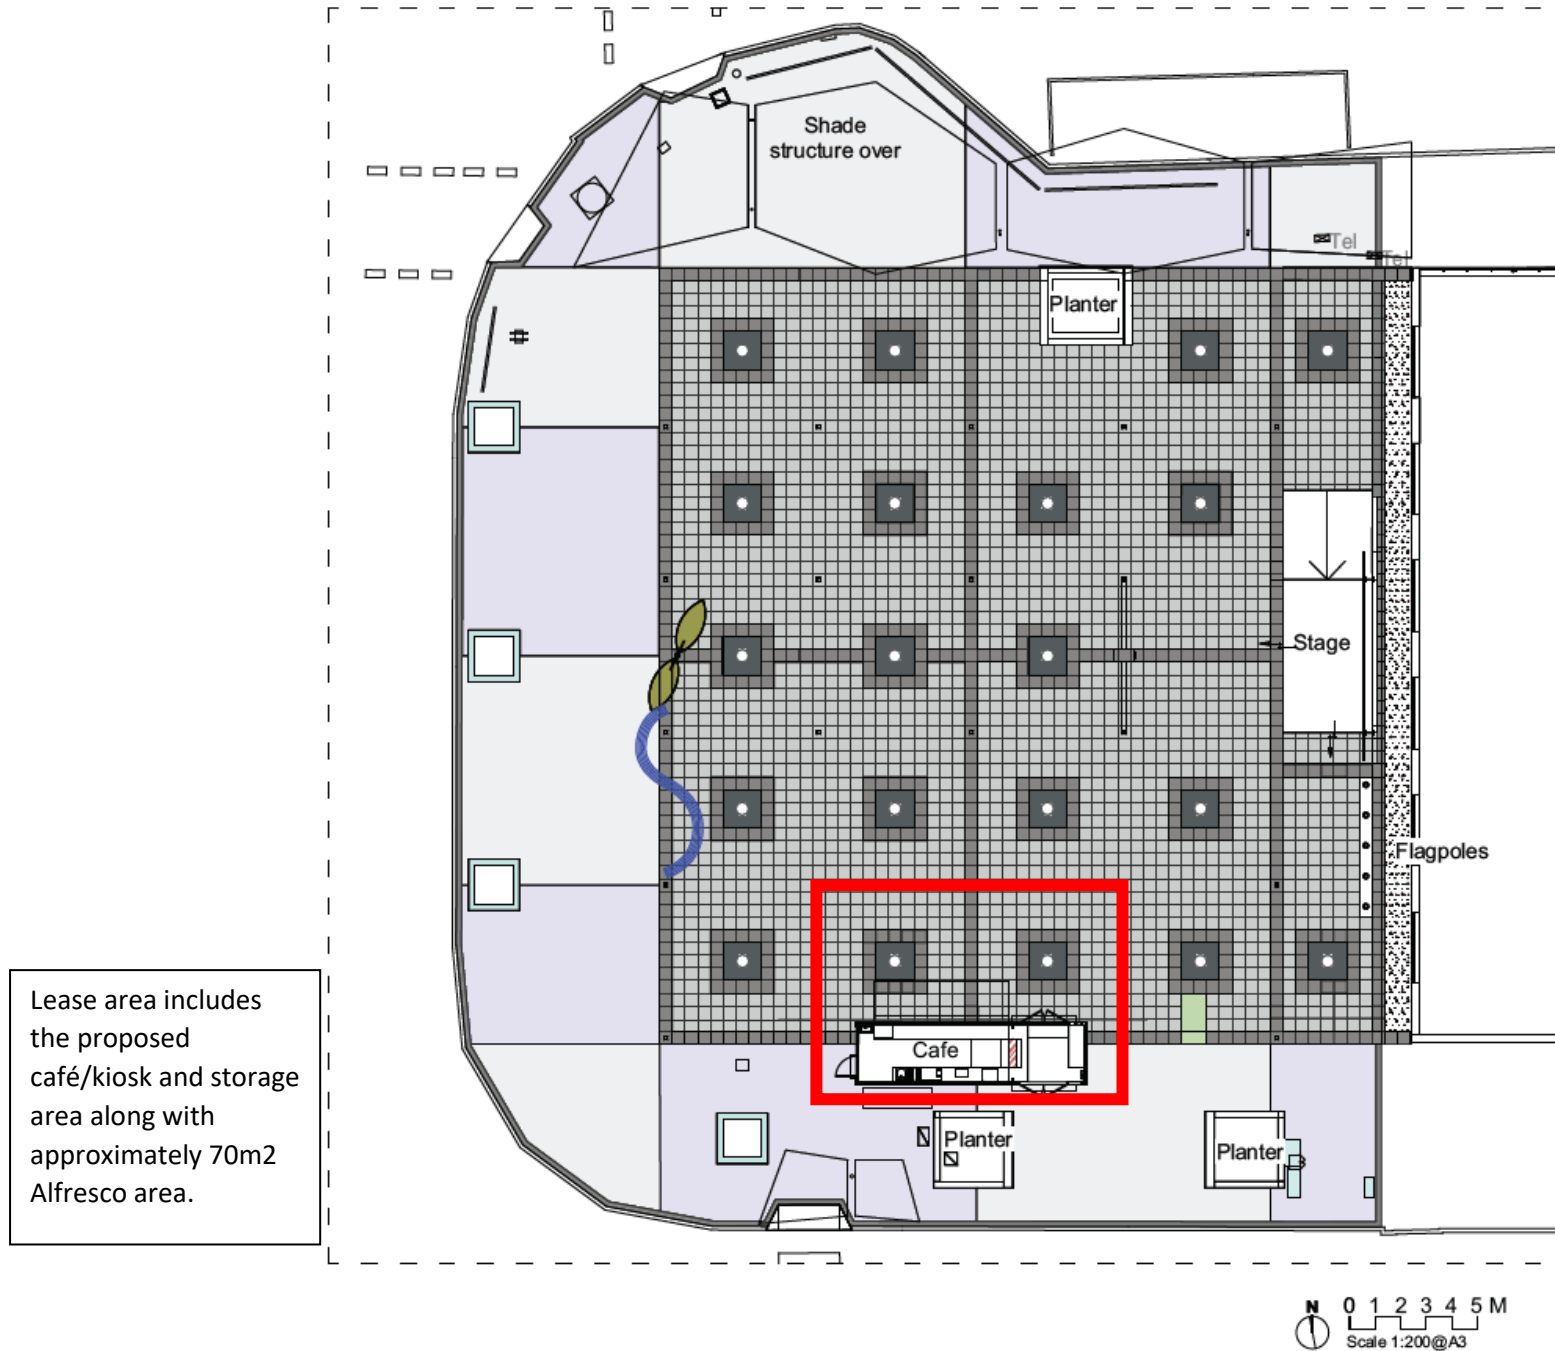 Shade
structure over
Tel
Tel
Planter
Stage
Flagpoles
Lease area includes
the proposed
café/kiosk and storage
area along with
approximately 70m2
Alfresco area.
Cafe
Planter
Planter
N
0 1 2 3 4 5 M
Scale 1:200@A3